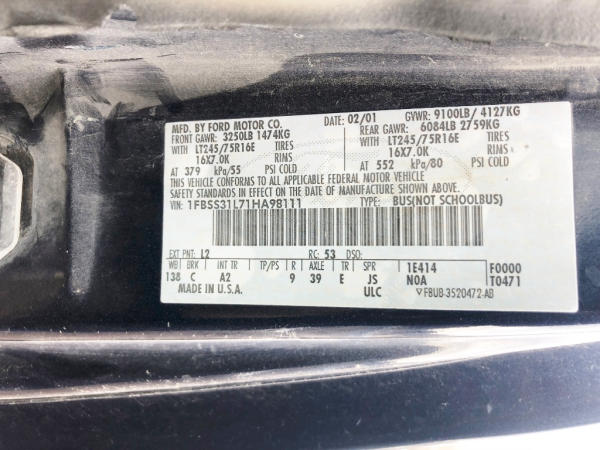 MFD. BY FORD MOTOR CO. DATE: 02/01 GVWR: 9100LB/ 4127KG
FRONT GAWR: 3250LB 1474KG REAR GAWR: 6084LB 2759KG
WITH LT245/75R16E TIRES WITH LT245/75R16E TIRES
16X7.0K RIMS 16X7.0K RIMS
AT 379 kPa/55 PSI COLD AT 552 kPa/80 PSI COLD
THIS VEHICLE CONFORMS TO ALL APPLICABLE FEDERAL MOTOR VEHICLE
SAFETY STANDARDS IN EFFECT ON THE DATE OF MANUFACTURE SHOWN ABOVE.
VIN: 1FBSS31L71HA98111 TYPE: BUS(NOT SCHOOLBUS)
EXT PNT: L2 RC: 53 DSO:
WB BRK INT TR TP/PS R AXLE TR SPR 1E414 F0000
138 C A2 9 39 E JS N0A T0471
MADE IN U.S.A. ULC F8UB-3520472-AB